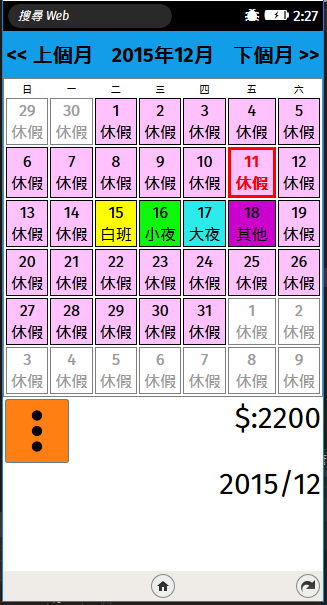 搜尋 Web 2:27
<< 上個月 2015年12月 下個月 >>
日 一 二 三 四 五 六
29 30 1 2 3 4 5
休假 休假 休假 休假 休假 休假 休假
6 7 8 9 10 11 12
休假 休假 休假 休假 休假 休假 休假
13 14 15 16 17 18 19
休假 休假 白班 小夜 大夜 其他 休假
20 21 22 23 24 25 26
休假 休假 休假 休假 休假 休假 休假
27 28 29 30 31 1 2
休假 休假 休假 休假 休假 休假 休假
3 4 5 6 7 8 9
休假 休假 休假 休假 休假 休假 休假
$:2200
2015/12